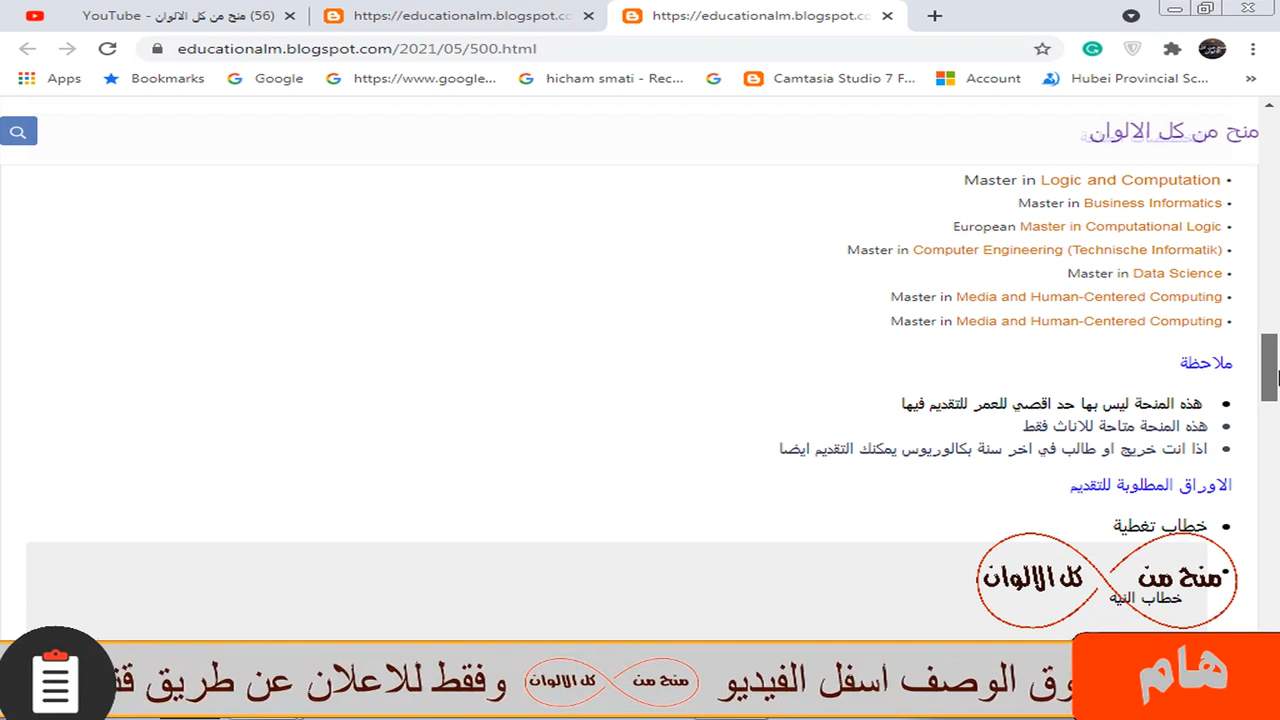 (56) منح من كل الالوان - YouTube
https://educationalm.blogspot.cc
https://educationalm.blogspot.co
educationalm.blogspot.com/2021/05/500.html
Apps
Bookmarks
Google
https://www.google...
hicham smati - Rec...
Camtasia Studio 7 F...
Account
Hubei Provincial Sc...
»
منح من كل الالوان
• Master in Logic and Computation
• Master in Business Informatics
• European Master in Computational Logic
• Master in Computer Engineering (Technische Informatik)
• Master in Data Science
• Master in Media and Human-Centered Computing
• Master in Media and Human-Centered Computing
ملاحظة
• هذه المنحة ليس بها حد اقصي للعمر للتقديم فيها
• هذه المنحة متاحة للاناث فقط
• اذا انت خريج او طالب في اخر سنة بكالوريوس يمكنك التقديم ايضا
الاوراق المطلوبة للتقديم
• خطاب تغطية
منح من كل الالوان
خطاب النية
هام
الوصف اسفل الفيديو منح من كل الالوان وفقط للاعلان عن طريق